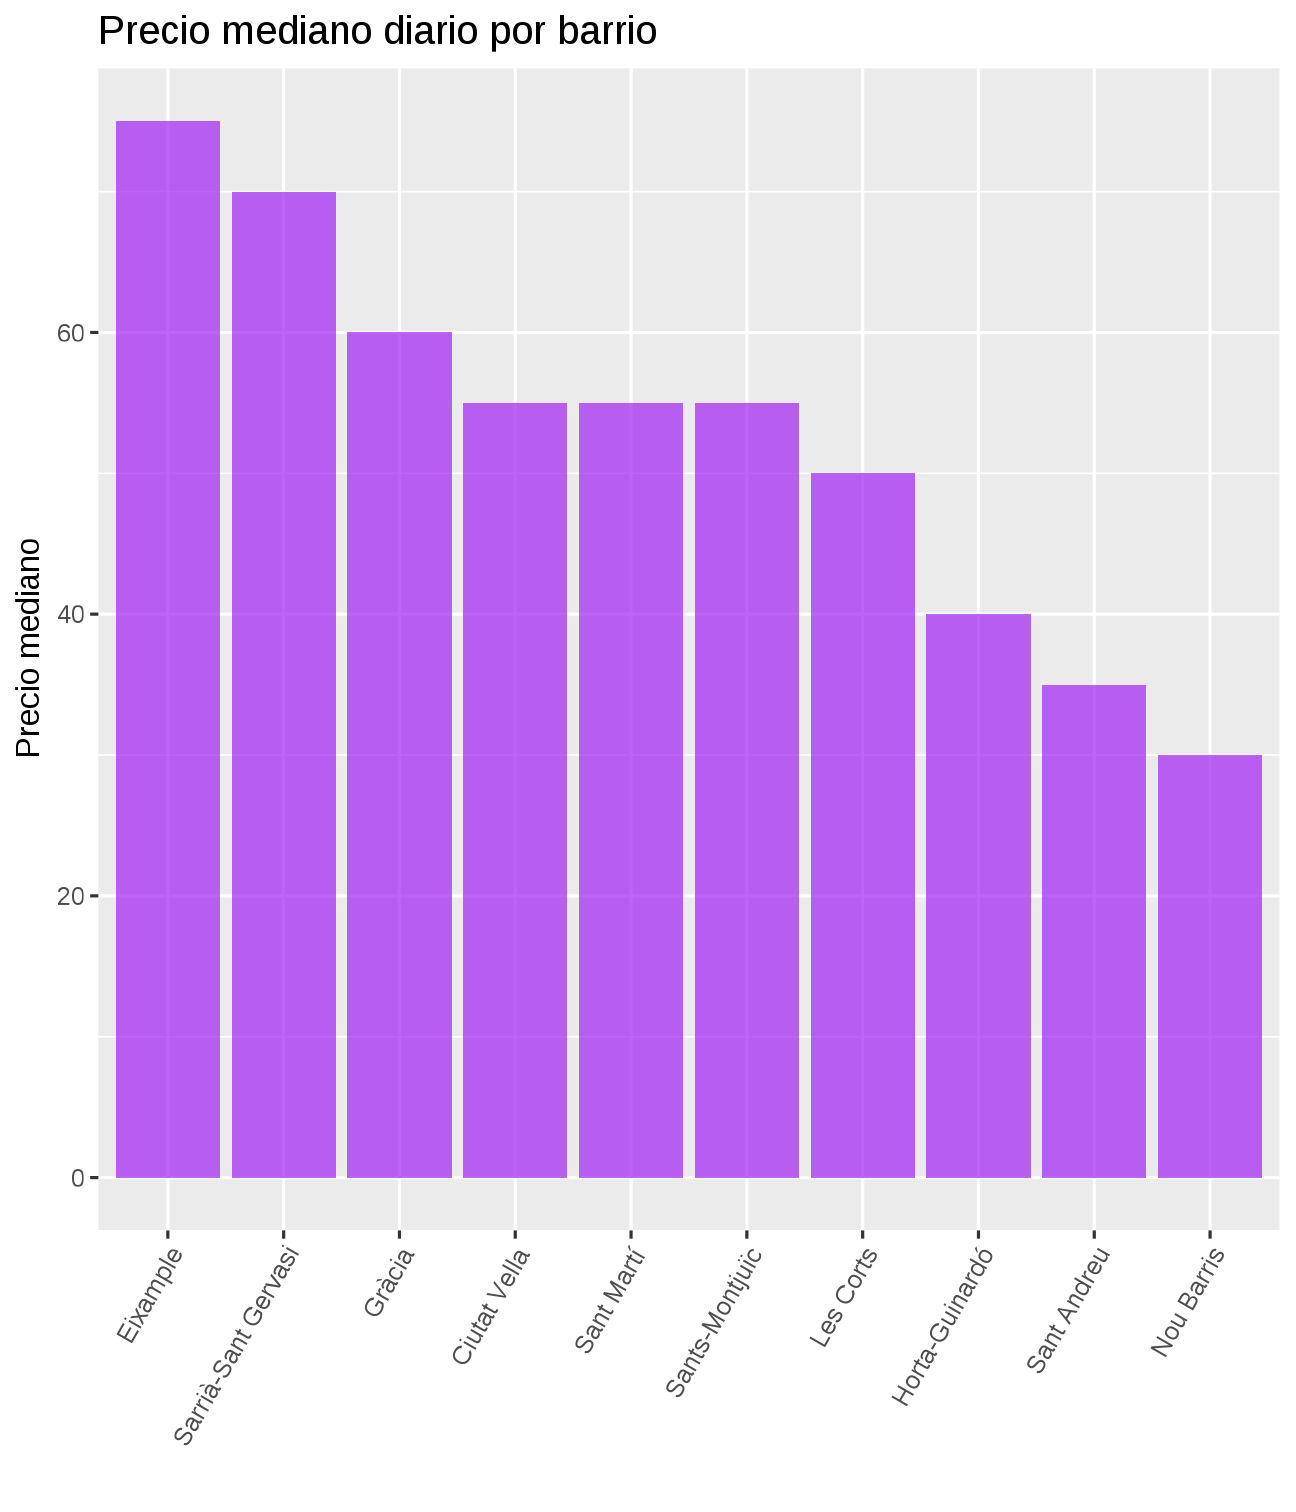 Precio mediano diario por barrio
Precio mediano
60
40
20
0
Eixample
Sarrià-Sant Gervasi
Gràcia
Ciutat Vella
Sant Martí
Sants-Montjuïc
Les Corts
Horta-Guinardó
Sant Andreu
Nou Barris